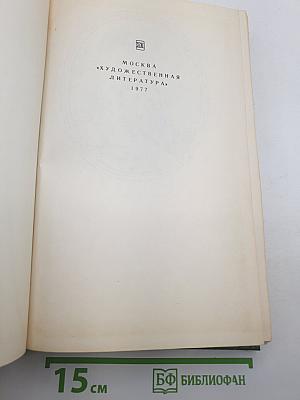 МОСКВА
«ХУДОЖЕСТВЕННАЯ
ЛИТЕРАТУРА»
1977
15 см
БФ БИБЛИОФАН